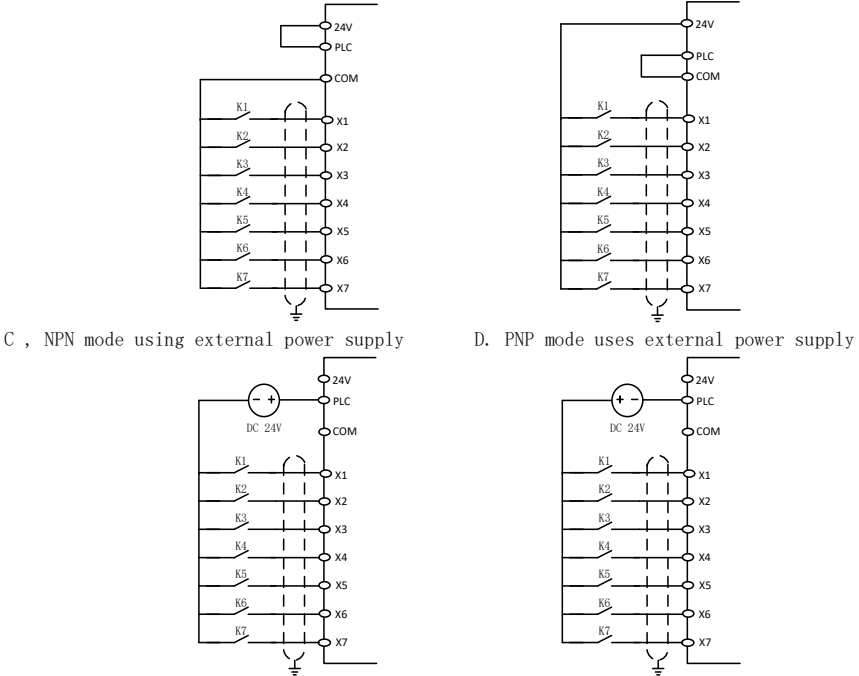 24V
PLC
COM
K1
X1
K2
X2
K3
X3
K4
X4
K5
X5
K6
X6
K7
X7
24V
PLC
COM
K1
X1
K2
X2
K3
X3
K4
X4
K5
X5
K6
X6
K7
X7
C , NPN mode using external power supply
D. PNP mode uses external power supply
24V
- +
PLC
DC 24V
COM
K1
X1
K2
X2
K3
X3
K4
X4
K5
X5
K6
X6
K7
X7
24V
+ -
PLC
DC 24V
COM
K1
X1
K2
X2
K3
X3
K4
X4
K5
X5
K6
X6
K7
X7